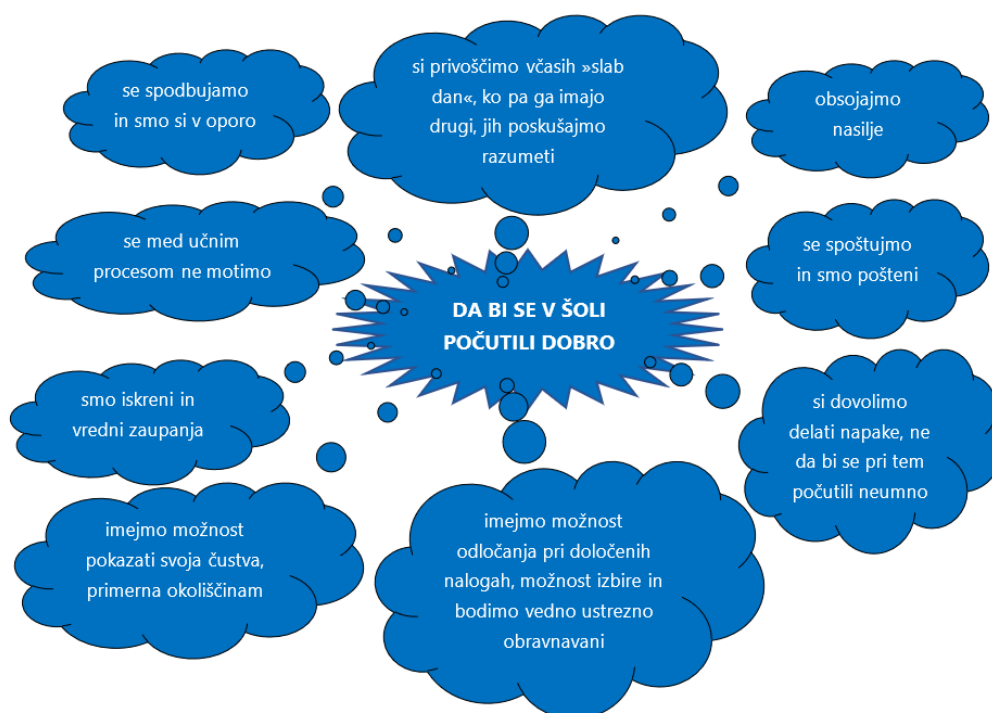 se spodbujamo
in smo si v oporo
si privoščimo včasih »slab
dan«, ko pa ga imajo
drugi, jih poskušajmo
razumeti
obsojajmo
nasilje
se med učnim
procesom ne motimo
se spoštujmo
in smo pošteni
DA BI SE V ŠOLI
POČUTILI DOBRO
smo iskreni in
vredni zaupanja
si dovolimo
delati napake, ne
da bi se pri tem
počutili neumno
imejmo možnost
pokazati svoja čustva,
primerna okoliščinam
imejmo možnost
odločanja pri določenih
nalogah, možnost izbire in
bodimo vedno ustrezno
obravnavani